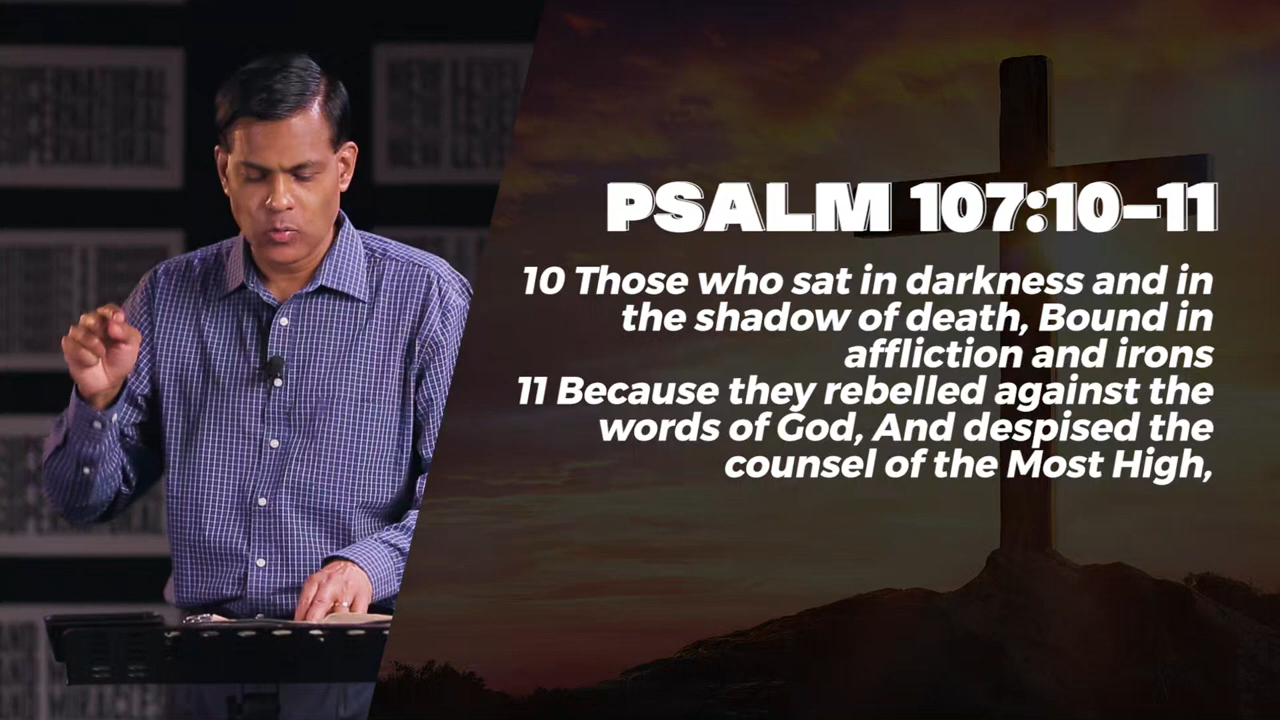 PSALM 107:10–11
10 Those who sat in darkness and in
the shadow of death, Bound in
affliction and irons
11 Because they rebelled against the
words of God, And despised the
counsel of the Most High,